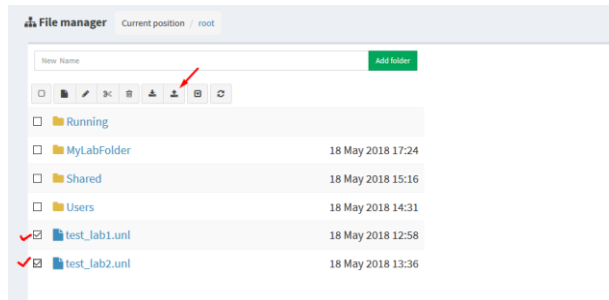 File manager Current position / root
New Name Add folder
Running
MyLabFolder 18 May 2018 17:24
Shared 18 May 2018 15:16
Users 18 May 2018 14:31
test_lab1.unl 18 May 2018 12:58
test_lab2.unl 18 May 2018 13:36